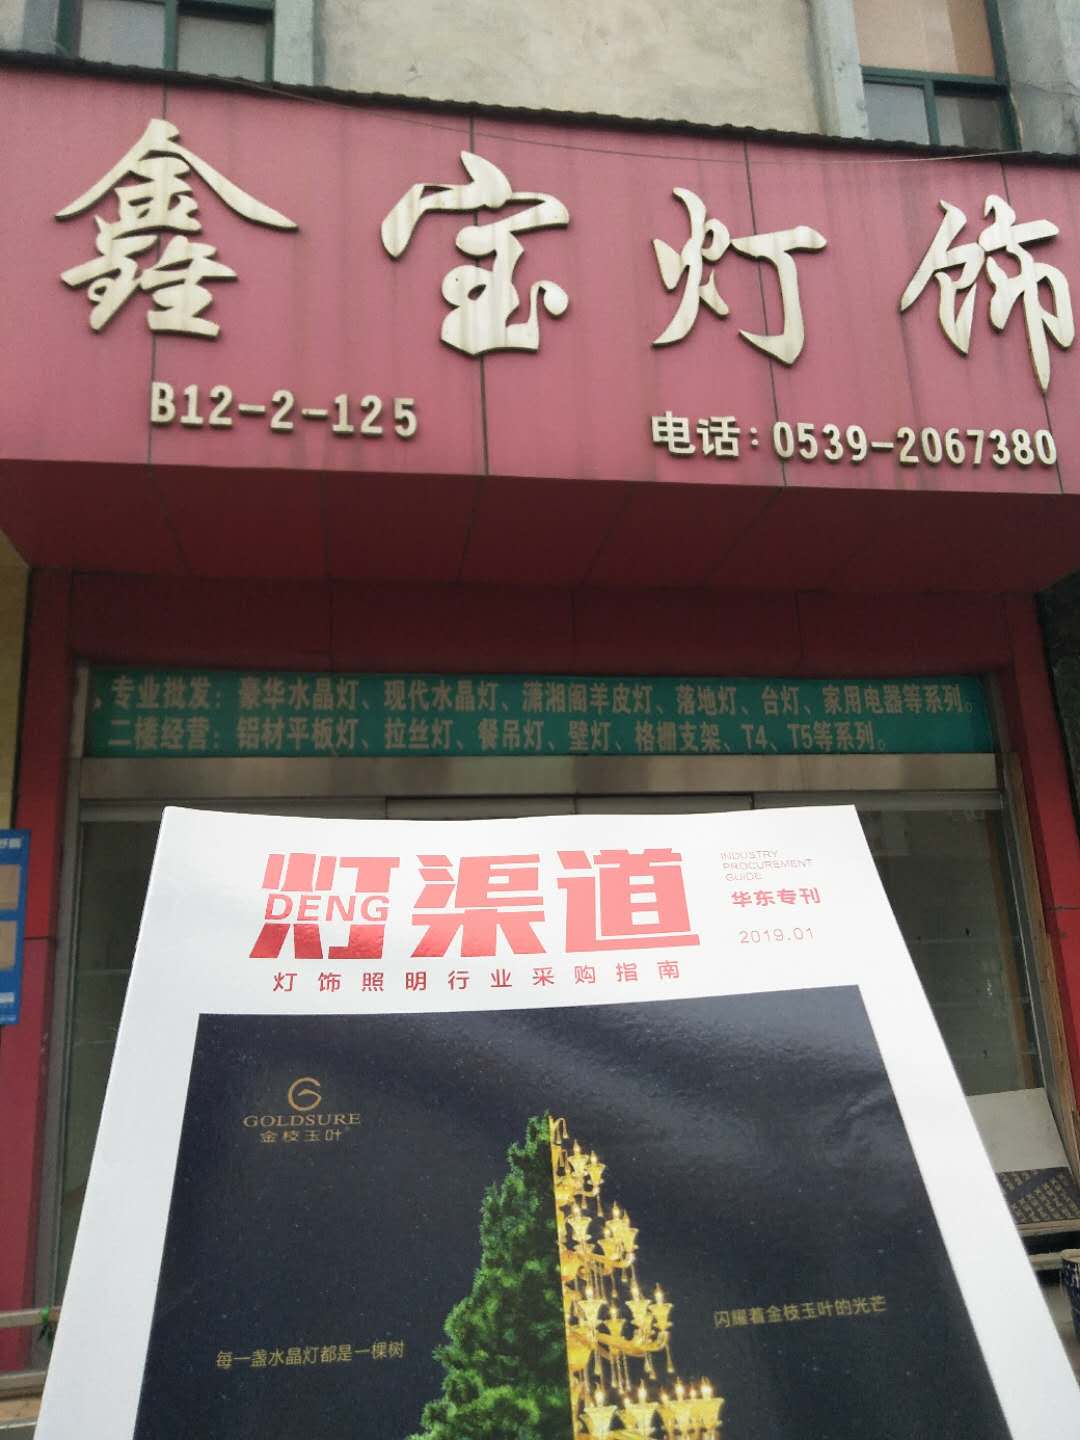 鑫宝灯饰
B12-2-125
电话：0539-2067380
专业批发：豪华水晶灯、现代水晶灯、潇湘阁羊皮灯、落地灯、台灯、家用电器等系列。
二楼经营：铝材平板灯、拉丝灯、餐吊灯、壁灯、格栅支架、T4、T5等系列。
灯渠道
DENG
INDUSTRY
PROCUREMENT
GUIDE
华东专刊
2019.01
灯饰照明行业采购指南
GOLDSURE
金枝玉叶
闪耀着金枝玉叶的光芒
每一盏水晶灯都是一棵树